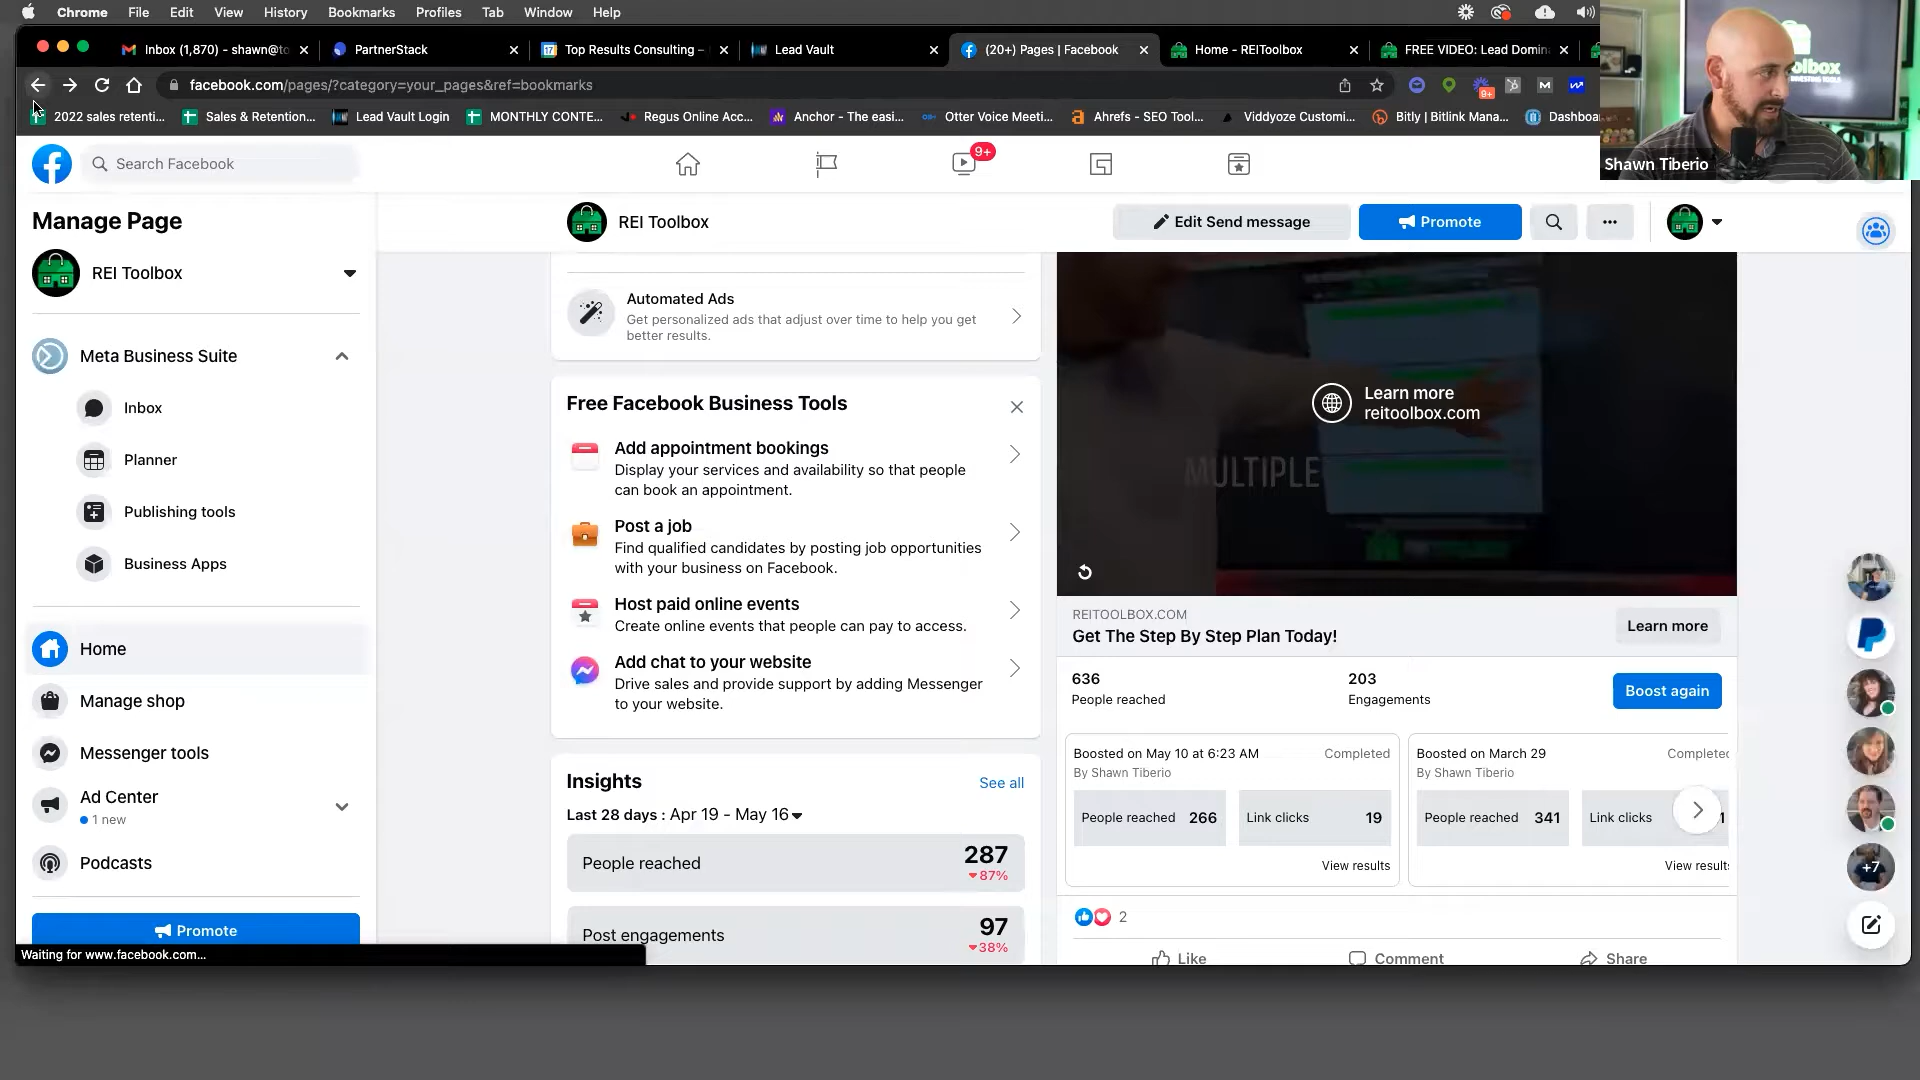 Chrome File Edit View History Bookmarks Profiles Tab Window Help
Inbox (1,870) - shawn@to
PartnerStack
17
Top Results Consulting –
Lead Vault
(20+) Pages | Facebook
Home - REIToolbox
FREE VIDEO: Lead Domin
facebook.com/pages/?category=your_pages&ref=bookmarks
9+
2022 sales retenti...
Sales & Retention...
Lead Vault Login
MONTHLY CONTE...
Regus Online Acc...
Anchor - The easi...
Otter Voice Meeti...
Ahrefs - SEO Tool...
Viddyoze Customi...
Bitly | Bitlink Mana...
Dashboa
olbox
Shawn Tiberio
Search Facebook
9+
Manage Page
REI Toolbox
Meta Business Suite
Inbox
Planner
Publishing tools
Business Apps
Home
Manage shop
Messenger tools
Ad Center
1 new
Podcasts
Promote
Waiting for www.facebook.com...
REI Toolbox
Edit Send message
Promote
Automated Ads
Get personalized ads that adjust over time to help you get
better results.
Free Facebook Business Tools
Add appointment bookings
Display your services and availability so that people
can book an appointment.
Post a job
Find qualified candidates by posting job opportunities
with your business on Facebook.
Host paid online events
Create online events that people can pay to access.
Add chat to your website
Drive sales and provide support by adding Messenger
to your website.
Insights
See all
Last 28 days : Apr 19 - May 16
People reached
287
87%
Post engagements
97
38%
Learn more
reitoolbox.com
MULTIPLE
REITOOLBOX.COM
Get The Step By Step Plan Today!
Learn more
636
People reached
203
Engagements
Boost again
Boosted on May 10 at 6:23 AM
Completed
By Shawn Tiberio
People reached 266
Link clicks 19
View results
Boosted on March 29
Completed
By Shawn Tiberio
People reached 341
Link clicks 1
View results
2
Like
Comment
Share
+7